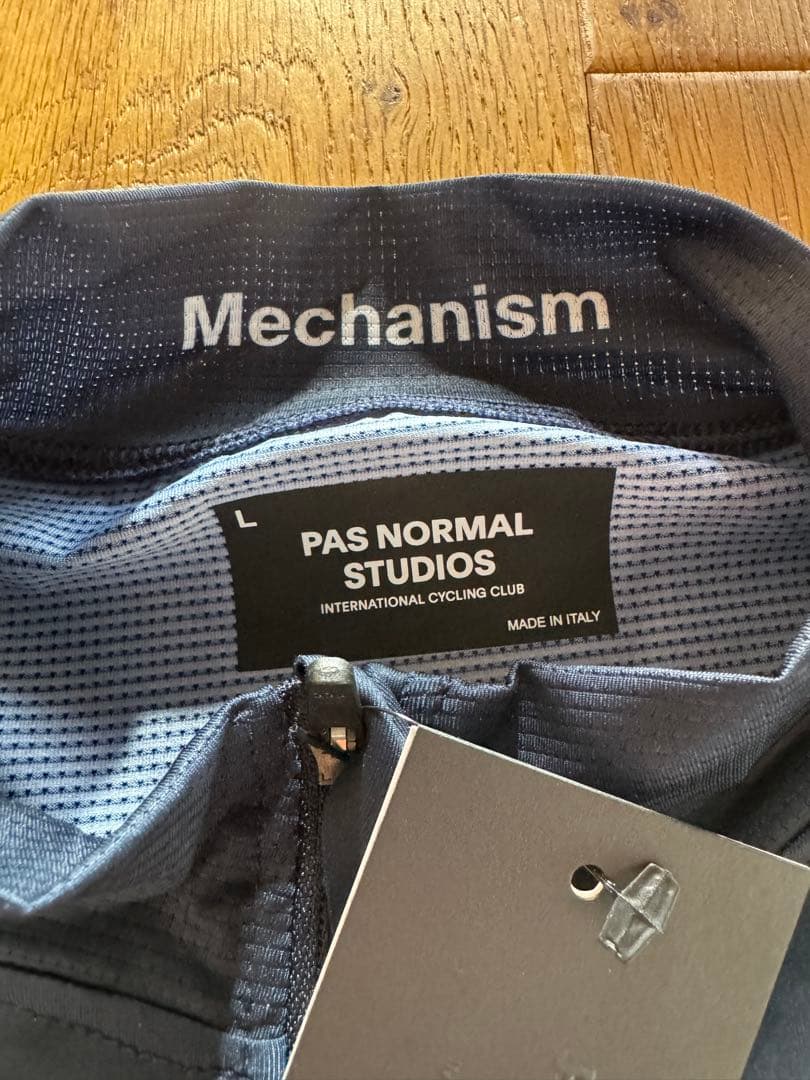 Mechanism
L
PAS NORMAL
STUDIOS
INTERNATIONAL CYCLING CLUB
MADE IN ITALY